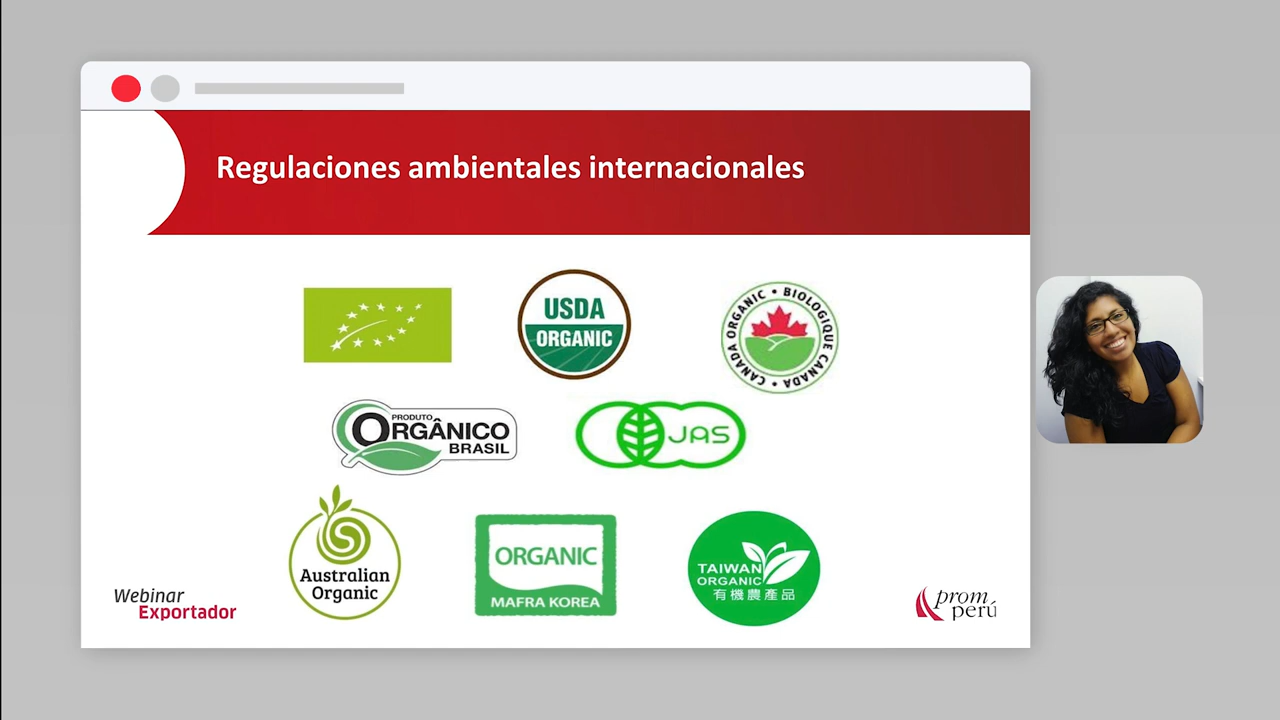 Regulaciones ambientales internacionales
USDA
ORGANIC
CANADA ORGANIC • BIOLOGIQUE CANADA •
PRODUTO
ORGÂNICO
BRASIL
JAS
Australian
Organic
ORGANIC
MAFRA KOREA
TAIWAN
ORGANIC
有機農產品
Webinar
Exportador
prom
perú